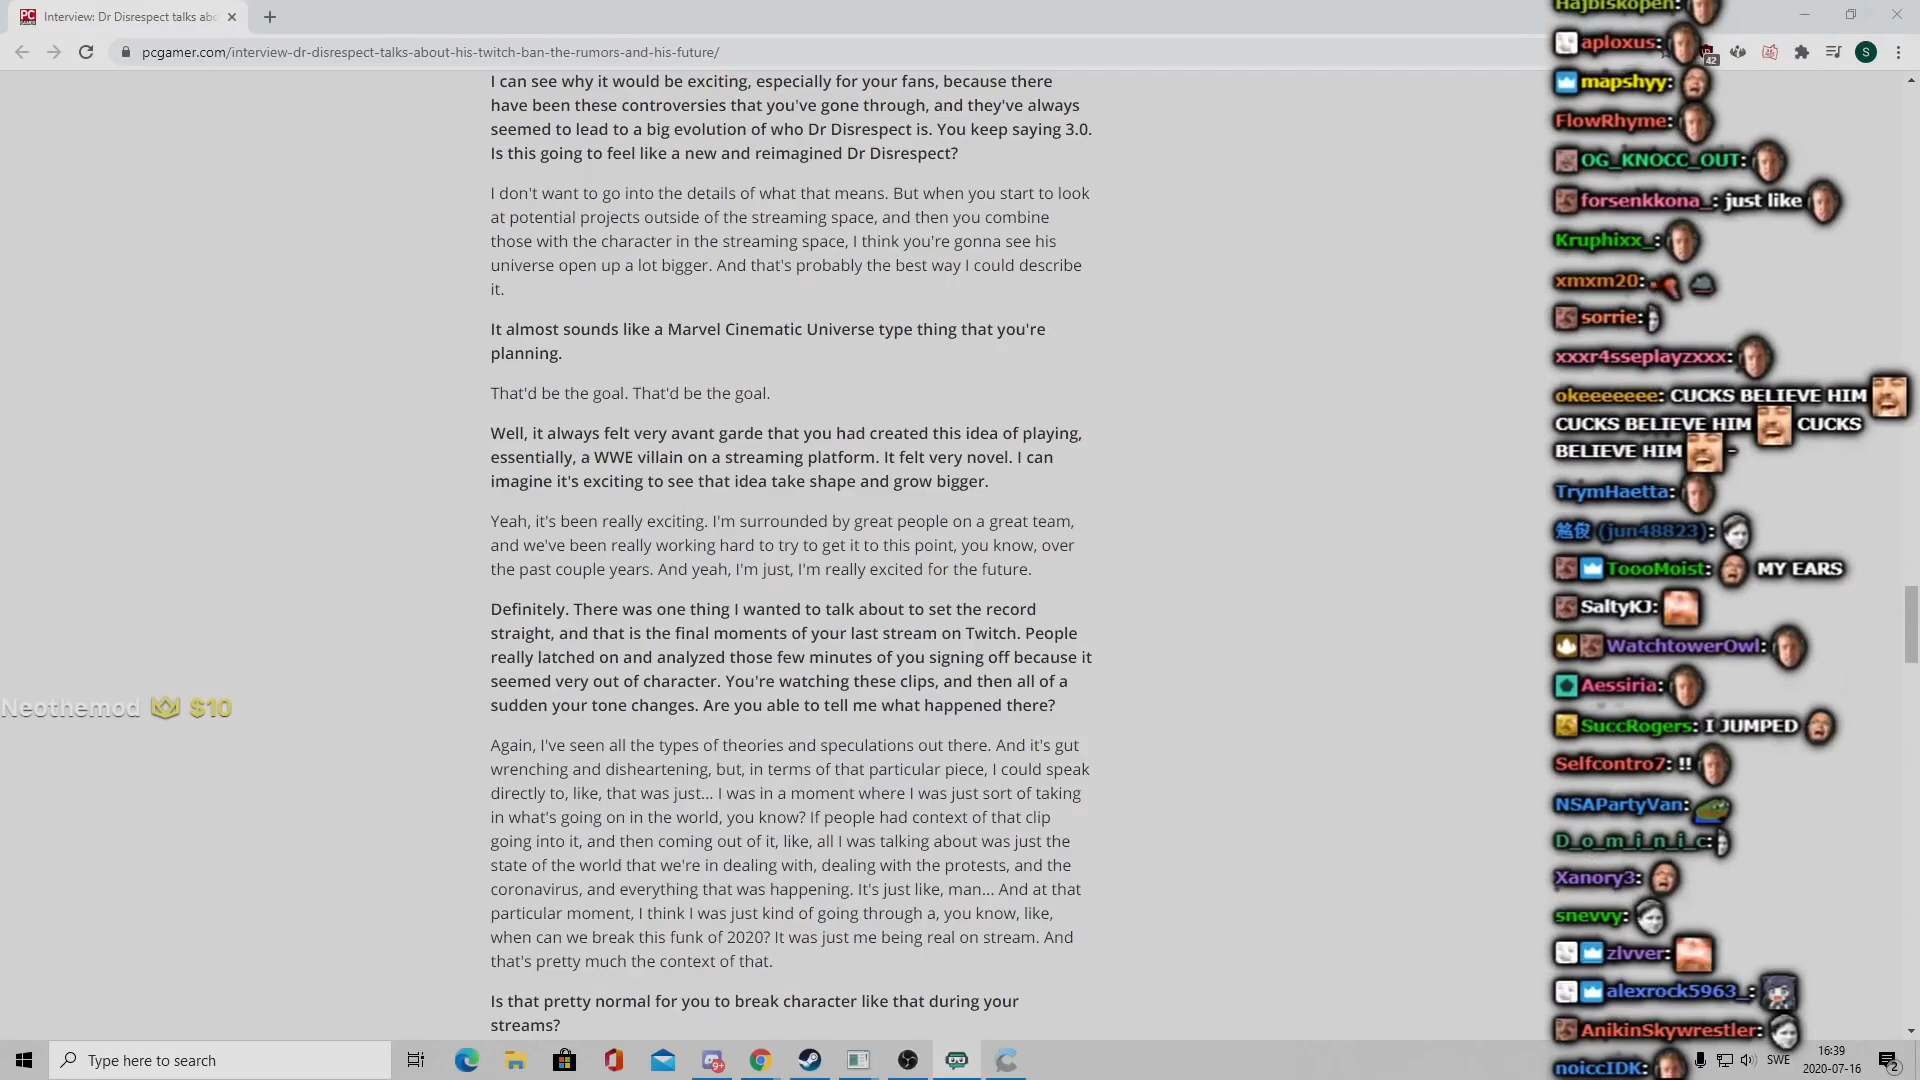 Interview: Dr Disrespect talks abo
pcgamer.com/interview-dr-disrespect-talks-about-his-twitch-ban-the-rumors-and-his-future/
42
S
I can see why it would be exciting, especially for your fans, because there
have been these controversies that you've gone through, and they've always
seemed to lead to a big evolution of who Dr Disrespect is. You keep saying 3.0.
Is this going to feel like a new and reimagined Dr Disrespect?
I don't want to go into the details of what that means. But when you start to look
at potential projects outside of the streaming space, and then you combine
those with the character in the streaming space, I think you're gonna see his
universe open up a lot bigger. And that's probably the best way I could describe
it.
It almost sounds like a Marvel Cinematic Universe type thing that you're
planning.
That'd be the goal. That'd be the goal.
Well, it always felt very avant garde that you had created this idea of playing,
essentially, a WWE villain on a streaming platform. It felt very novel. I can
imagine it's exciting to see that idea take shape and grow bigger.
Yeah, it's been really exciting. I'm surrounded by great people on a great team,
and we've been really working hard to try to get it to this point, you know, over
the past couple years. And yeah, I'm just, I'm really excited for the future.
Definitely. There was one thing I wanted to talk about to set the record
straight, and that is the final moments of your last stream on Twitch. People
really latched on and analyzed those few minutes of you signing off because it
seemed very out of character. You're watching these clips, and then all of a
sudden your tone changes. Are you able to tell me what happened there?
Again, I've seen all the types of theories and speculations out there. And it's gut
wrenching and disheartening, but, in terms of that particular piece, I could speak
directly to, like, that was just... I was in a moment where I was just sort of taking
in what's going on in the world, you know? If people had context of that clip
going into it, and then coming out of it, like, all I was talking about was just the
state of the world that we're in dealing with, dealing with the protests, and the
coronavirus, and everything that was happening. It's just like, man... And at that
particular moment, I think I was just kind of going through a, you know, like,
when can we break this funk of 2020? It was just me being real on stream. And
that's pretty much the context of that.
Is that pretty normal for you to break character like that during your
streams?
Neothemod $10
Hajbiskopen:
aploxus:
mapshyy:
FlowRhyme:
OG_KNOCC_OUT:
forsenkkona_: just like
Kruphixx_:
xmxm20:
sorrie:
xxxr4sseplayzxxx:
okeeeeeee: CUCKS BELIEVE HIM
CUCKS BELIEVE HIM CUCKS
BELIEVE HIM -
TrymHaetta:
(jun48823):
ToooMoist: MY EARS
SaltyKJ:
WatchtowerOwl:
Aessiria:
SuccRogers: I JUMPED
Selfcontro7: !!
NSAPartyVan:
D_o_m_i_n_i_c:
Xanory3:
snevvy:
zlvver:
alexrock5963_:
AnikinSkywrestler:
noiccIDK:
Type here to search
9+
SWE
16:39
2020-07-16
2